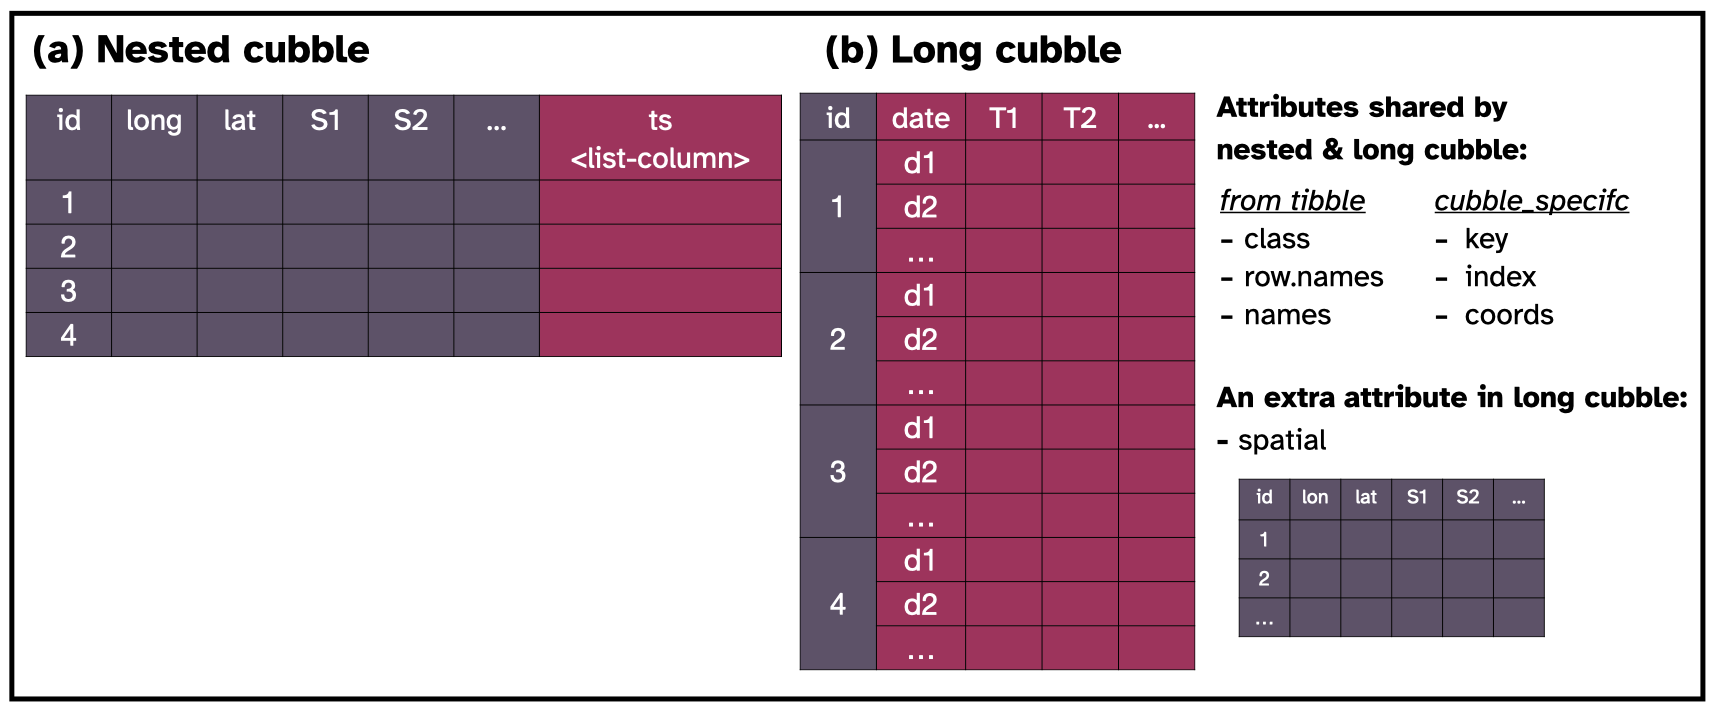 (a) Nested cubble
id long lat S1 S2 ... ts
<list-column>
1
2
3
4
(b) Long cubble
id date T1 T2 ...
1
d1
d2
...
2
d1
d2
...
3
d1
d2
...
4
d1
d2
...
Attributes shared by
nested & long cubble:
from tibble
- class
- row.names
- names
cubble_specifc
- key
- index
- coords
An extra attribute in long cubble:
- spatial
id lon lat S1 S2 ...
1
2
...